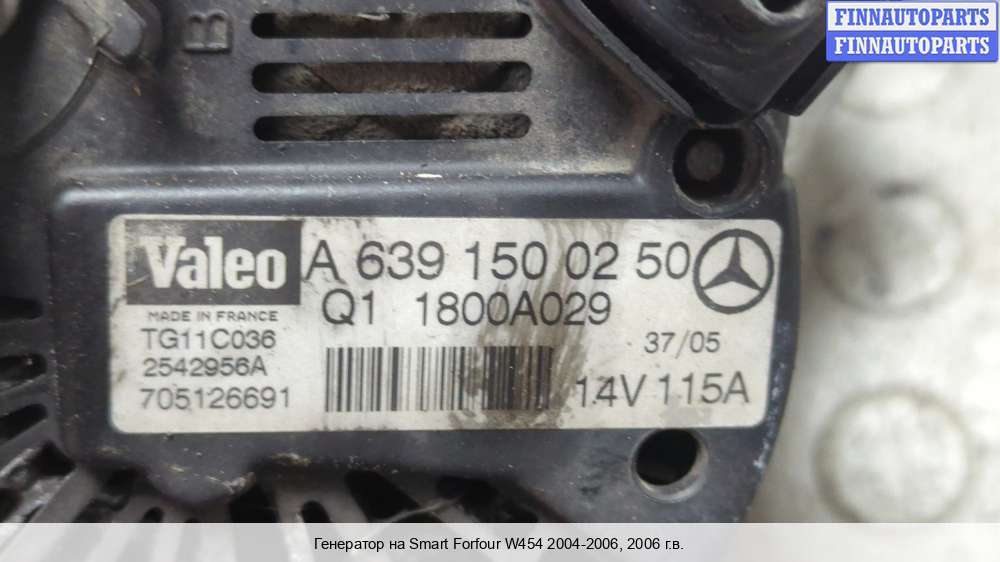 FINNAUTOPARTS
FINNAUTOPARTS
B
Valeo
A 639 150 02 50
MADE IN FRANCE
Q1 1800A029
TG11C036
37/05
2542956A
705126691
14V 115A
Генератор на Smart Forfour W454 2004-2006, 2006 г.в.